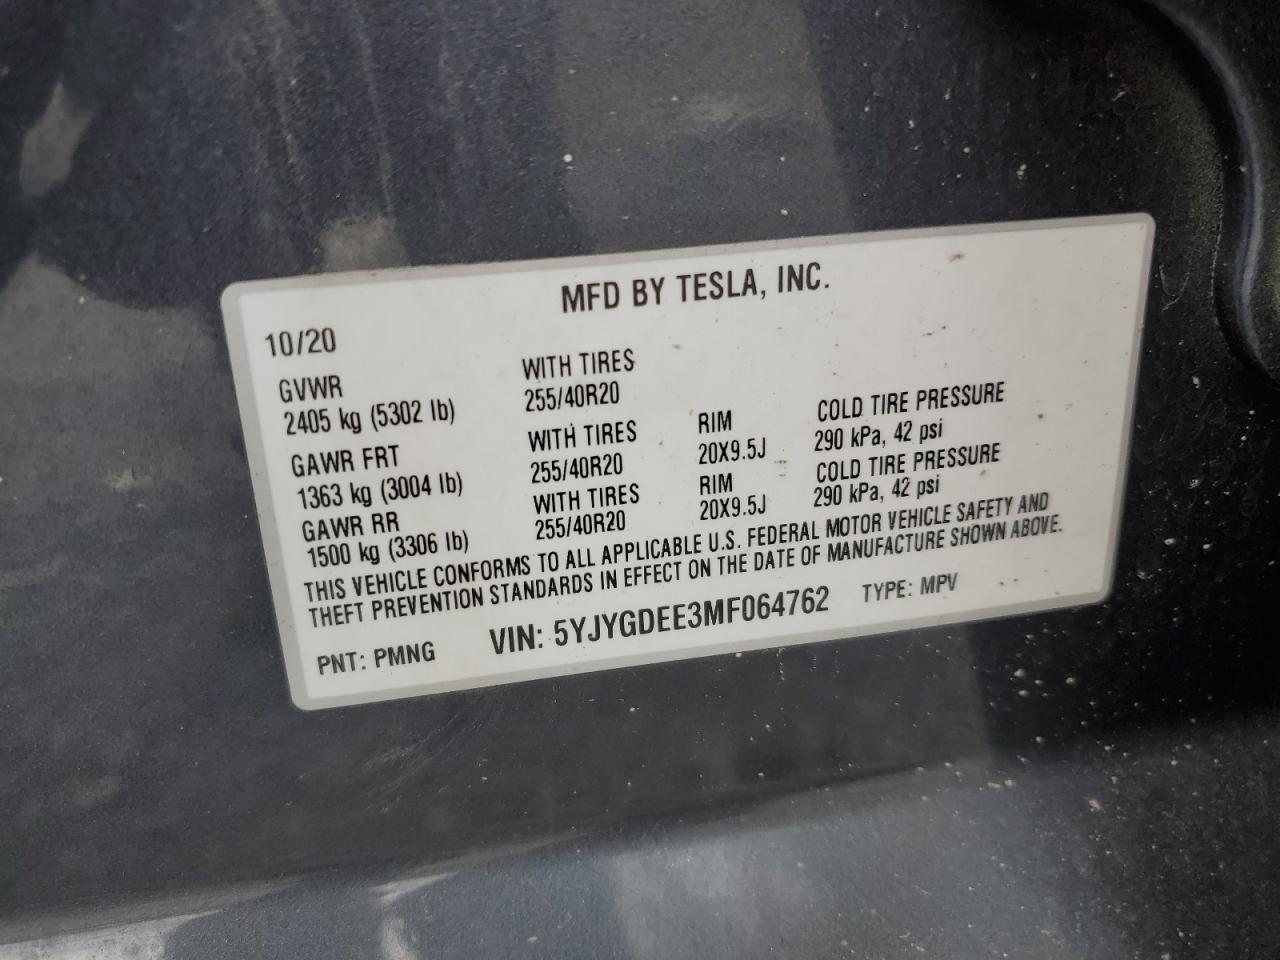 MFD BY TESLA, INC.
10/20
GVWR WITH TIRES
2405 kg (5302 lb) 255/40R20
GAWR FRT WITH TIRES RIM COLD TIRE PRESSURE
1363 kg (3004 lb) 255/40R20 20X9.5J 290 kPa, 42 psi
GAWR RR WITH TIRES RIM COLD TIRE PRESSURE
1500 kg (3306 lb) 255/40R20 20X9.5J 290 kPa, 42 psi
THIS VEHICLE CONFORMS TO ALL APPLICABLE U.S. FEDERAL MOTOR VEHICLE SAFETY AND
THEFT PREVENTION STANDARDS IN EFFECT ON THE DATE OF MANUFACTURE SHOWN ABOVE.
PNT: PMNG VIN: 5YJYGDEE3MF064762 TYPE: MPV